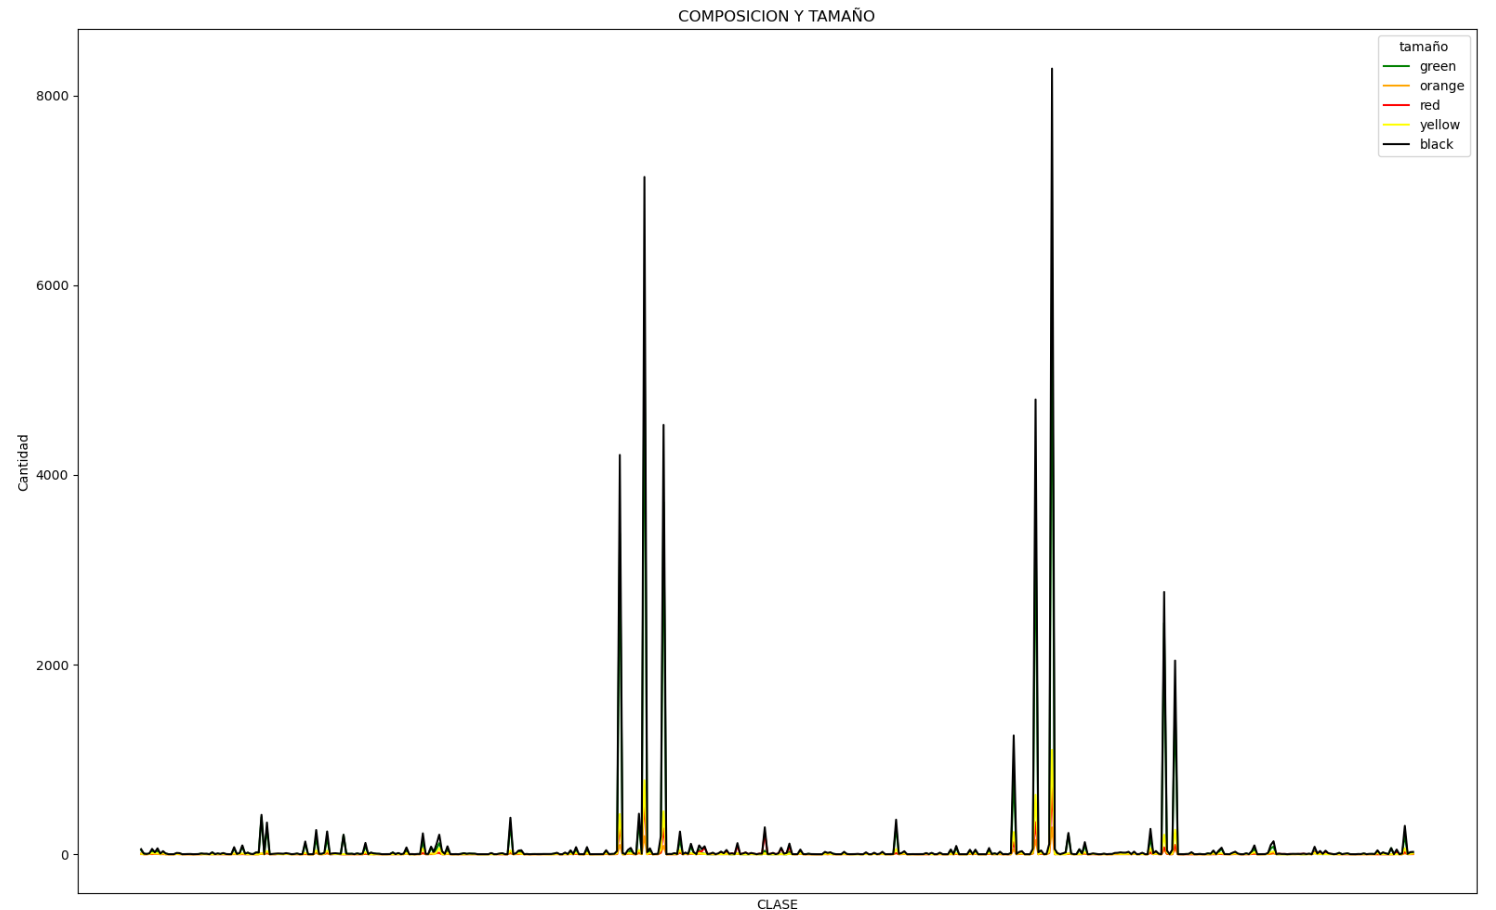 COMPOSICION Y TAMAÑO
tamaño
green
orange
red
yellow
black
8000
6000
4000
2000
0
Cantidad
CLASE